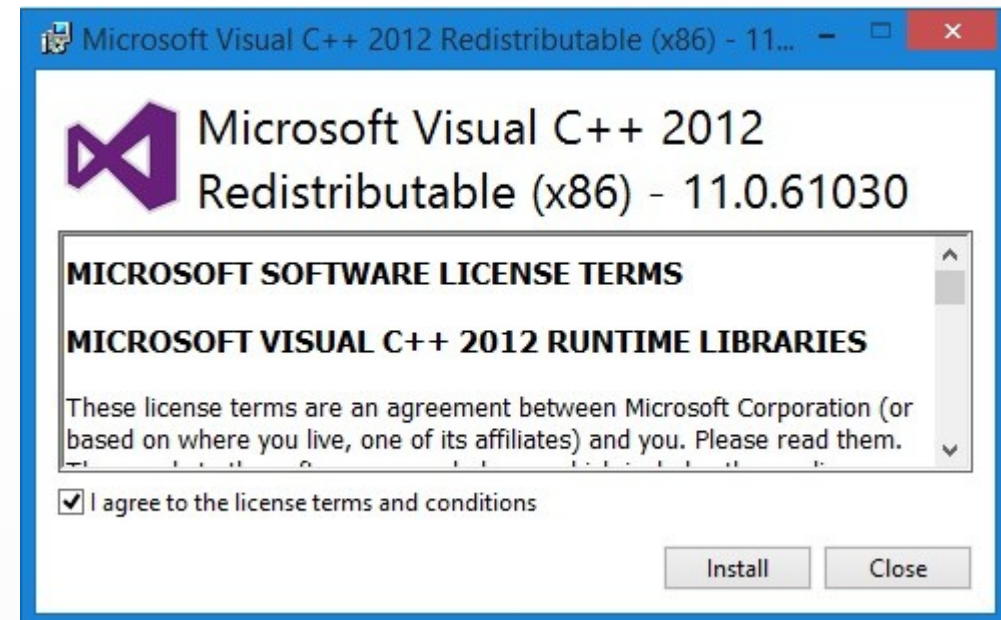 Microsoft Visual C++ 2012 Redistributable (x86) - 11...
Microsoft Visual C++ 2012
Redistributable (x86) - 11.0.61030
MICROSOFT SOFTWARE LICENSE TERMS
MICROSOFT VISUAL C++ 2012 RUNTIME LIBRARIES
These license terms are an agreement between Microsoft Corporation (or
based on where you live, one of its affiliates) and you. Please read them.
I agree to the license terms and conditions
Install
Close